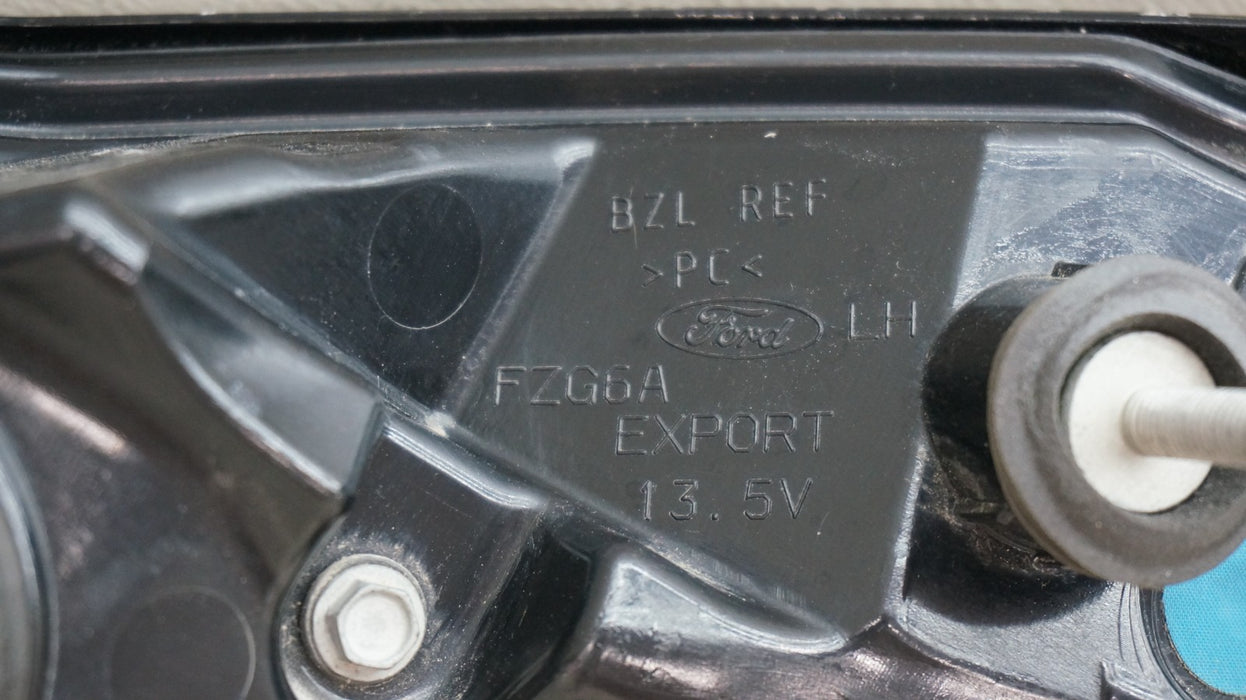 BZL REF
>PC<
Ford LH
FZG6A
EXPORT
13.5V